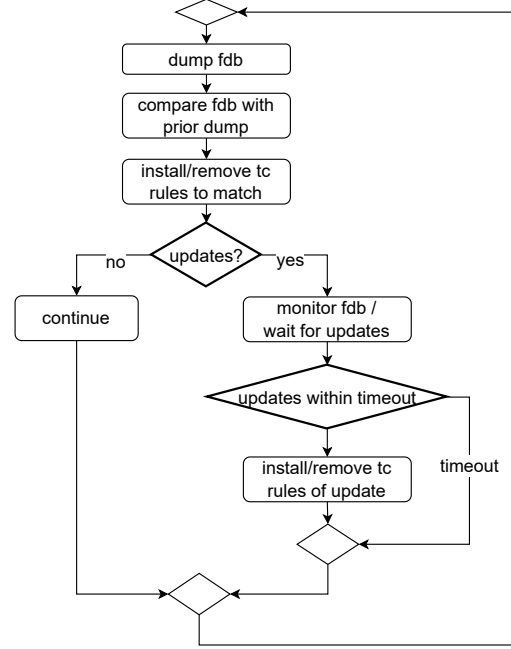 dump fdb
compare fdb with
prior dump
install/remove tc
rules to match
updates?
no
yes
continue
monitor fdb /
wait for updates
updates within timeout
install/remove tc
rules of update
timeout